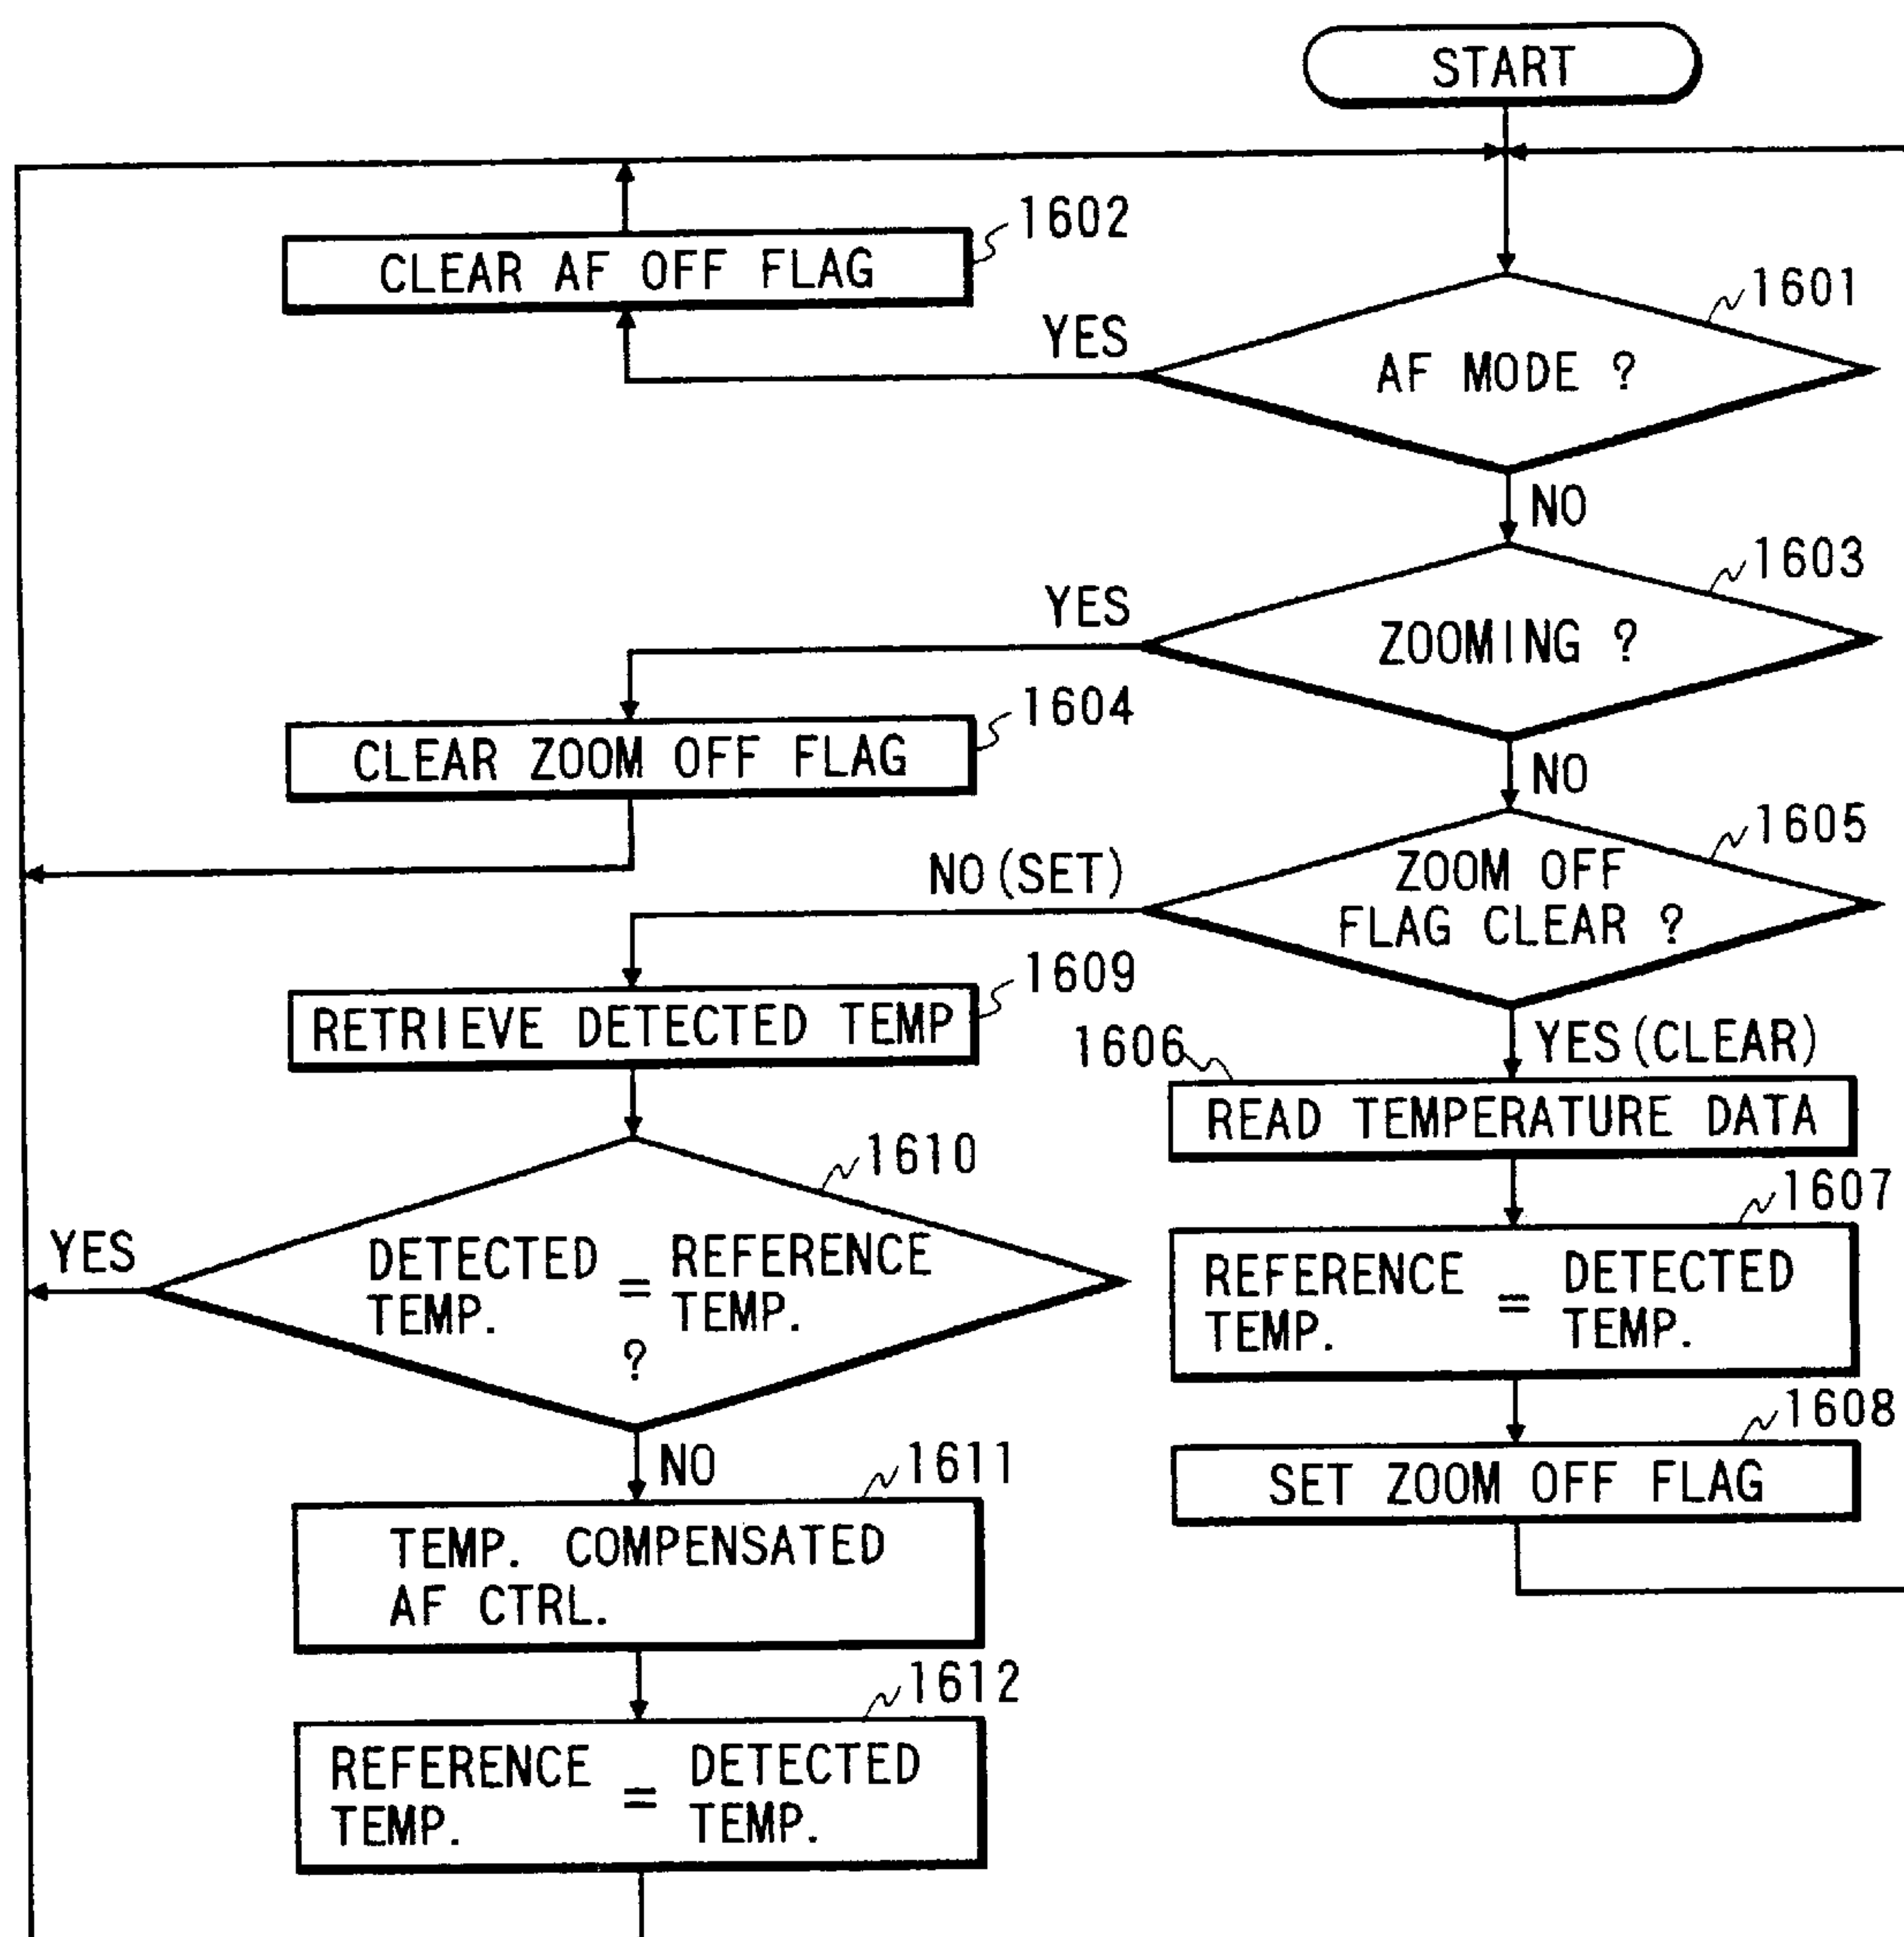 START
1602
CLEAR AF OFF FLAG
1601
YES
AF MODE ?
NO
1603
YES
ZOOMING ?
1604
CLEAR ZOOM OFF FLAG
NO
1605
NO (SET)
ZOOM OFF
FLAG CLEAR ?
1609
RETRIEVE DETECTED TEMP
YES (CLEAR)
1606
READ TEMPERATURE DATA
1610
YES
DETECTED = REFERENCE
TEMP. TEMP.
?
1607
REFERENCE = DETECTED
TEMP. TEMP.
NO
1608
SET ZOOM OFF FLAG
1611
TEMP. COMPENSATED
AF CTRL.
1612
REFERENCE = DETECTED
TEMP. TEMP.